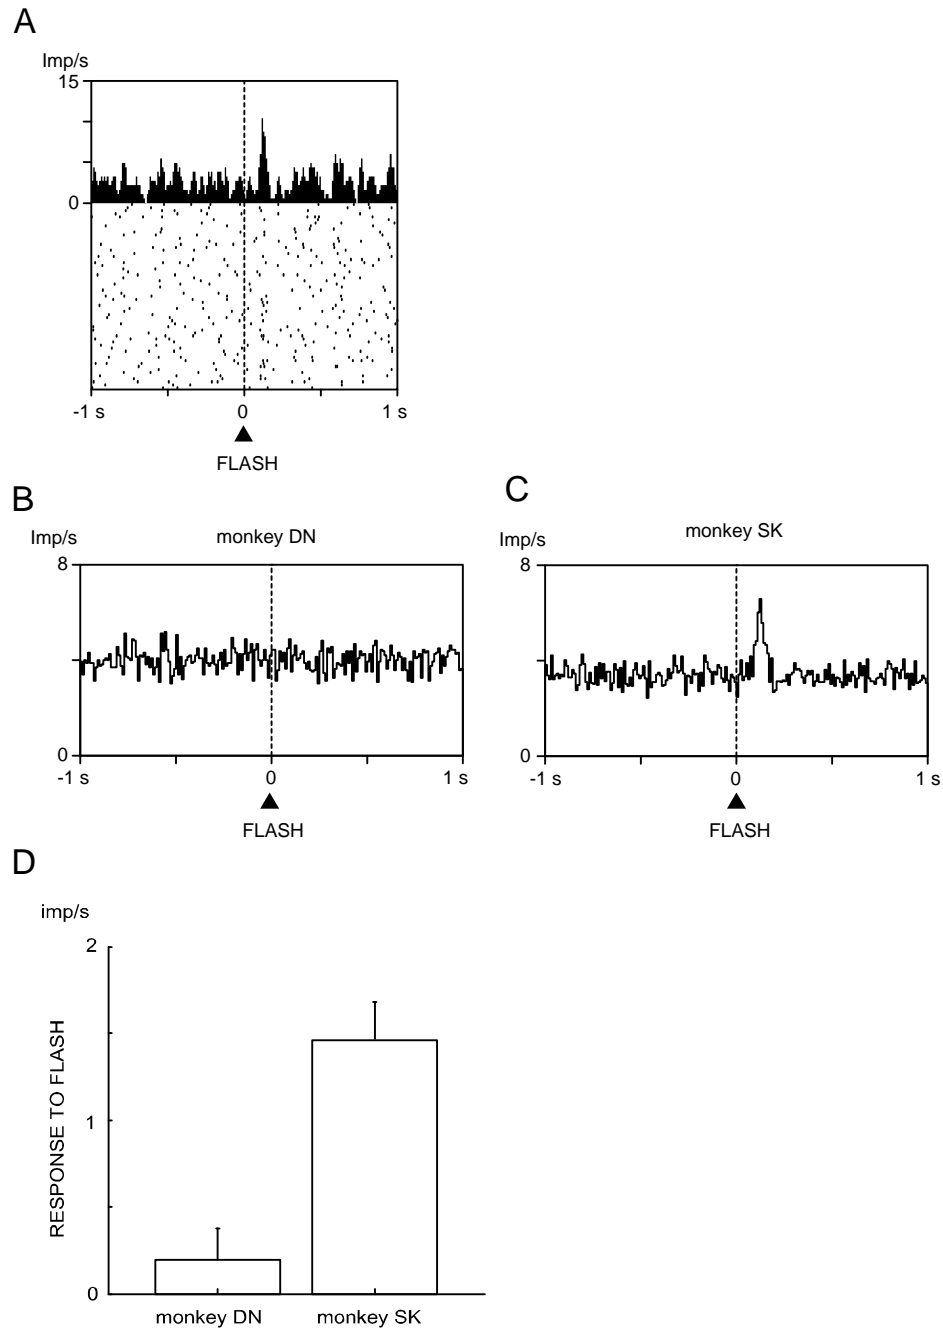 A
Imp/s
15
0
-1 s 0 1 s
FLASH
B
Imp/s
monkey DN
8
0
-1 s 0 1 s
FLASH
C
Imp/s
monkey SK
8
0
-1 s 0 1 s
FLASH
D
imp/s
2
1
0
RESPONSE TO FLASH
monkey DN monkey SK